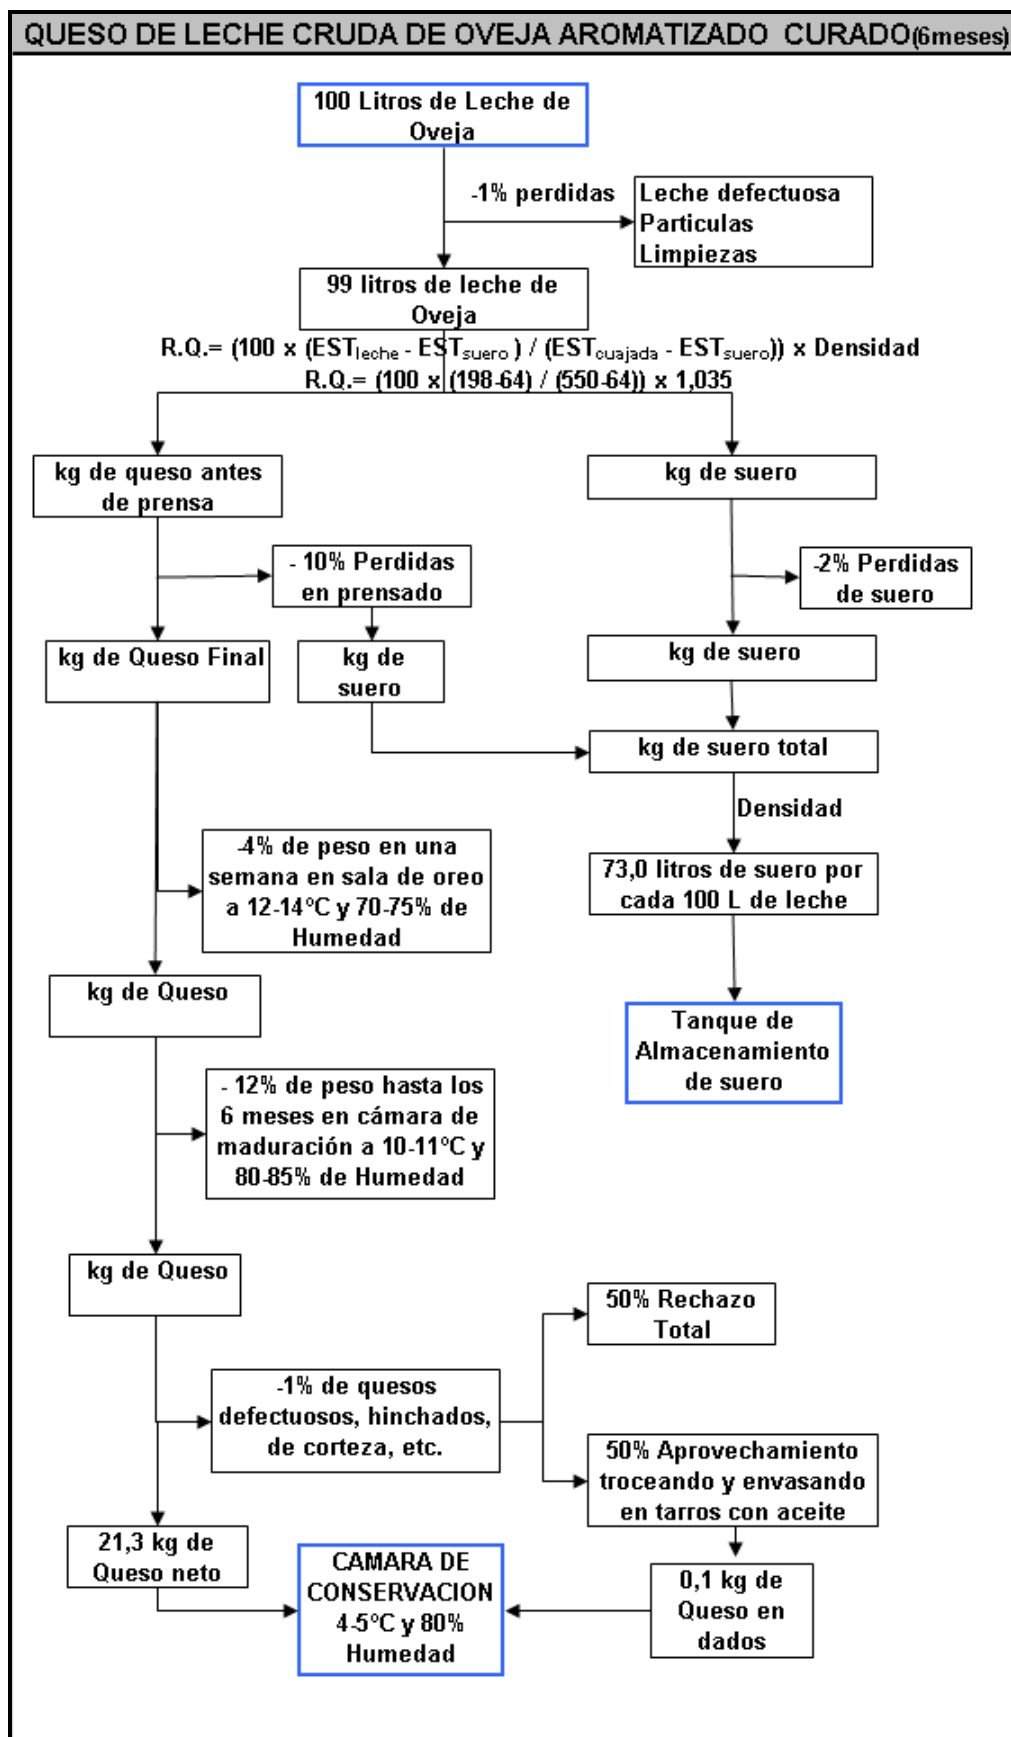 QUESO DE LECHE CRUDA DE OVEJA AROMATIZADO CURADO(6meses)
100 Litros de Leche de
Oveja
-1% perdidas
Leche defectuosa
Particulas
Limpiezas
99 litros de leche de
Oveja
R.Q.= (100 x (ESTleche - ESTsuero ) / (ESTcuajada - ESTsuero)) x Densidad
R.Q.= (100 x (198-64) / (550-64)) x 1,035
kg de queso antes
de prensa
kg de suero
- 10% Perdidas
en prensado
-2% Perdidas
de suero
kg de Queso Final
kg de
suero
kg de suero
kg de suero total
Densidad
-4% de peso en una
semana en sala de oreo
a 12-14ºC y 70-75% de
Humedad
73,0 litros de suero por
cada 100 L de leche
kg de Queso
Tanque de
Almacenamiento
de suero
- 12% de peso hasta los
6 meses en cámara de
maduración a 10-11ºC y
80-85% de Humedad
kg de Queso
50% Rechazo
Total
-1% de quesos
defectuosos, hinchados,
de corteza, etc.
50% Aprovechamiento
troceando y envasando
en tarros con aceite
21,3 kg de
Queso neto
CAMARA DE
CONSERVACION
4-5ºC y 80%
Humedad
0,1 kg de
Queso en
dados